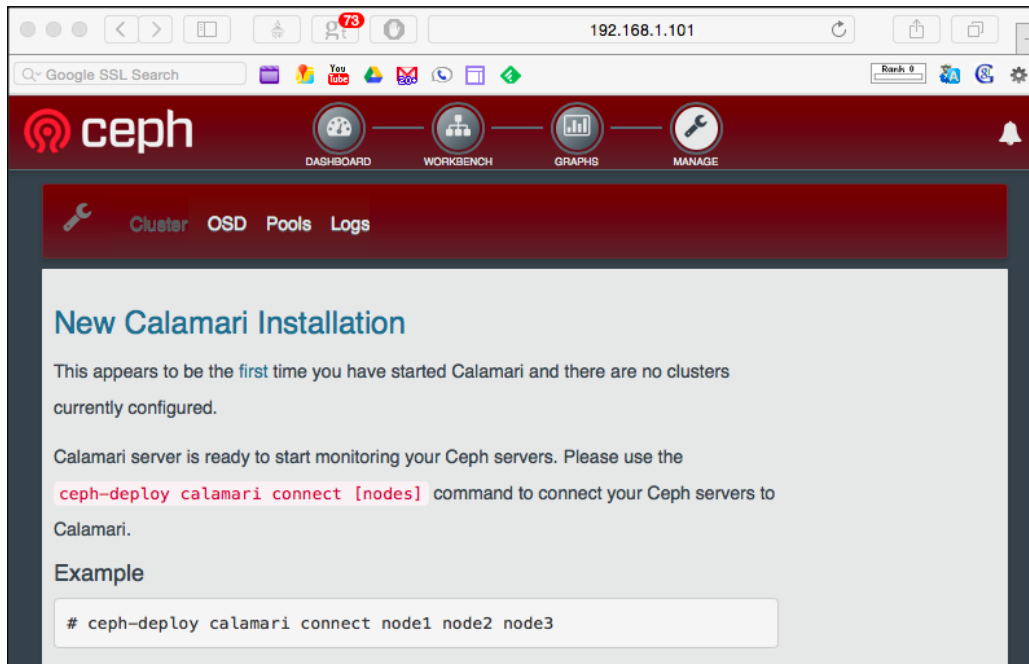 73
192.168.1.101
Google SSL Search
You
Tube
20+
Rank 0
ceph
DASHBOARD
WORKBENCH
GRAPHS
MANAGE
Cluster OSD Pools Logs
New Calamari Installation
This appears to be the first time you have started Calamari and there are no clusters
currently configured.
Calamari server is ready to start monitoring your Ceph servers. Please use the
ceph-deploy calamari connect [nodes] command to connect your Ceph servers to
Calamari.
Example
# ceph-deploy calamari connect node1 node2 node3